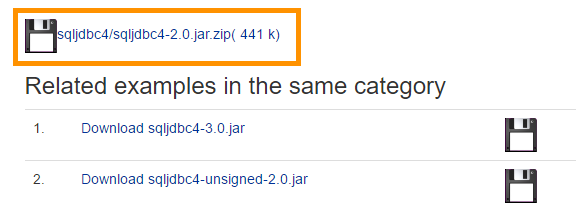 sqljdbc4/sqljdbc4-2.0.jar.zip( 441 k)
Related examples in the same category
1. Download sqljdbc4-3.0.jar
2. Download sqljdbc4-unsigned-2.0.jar